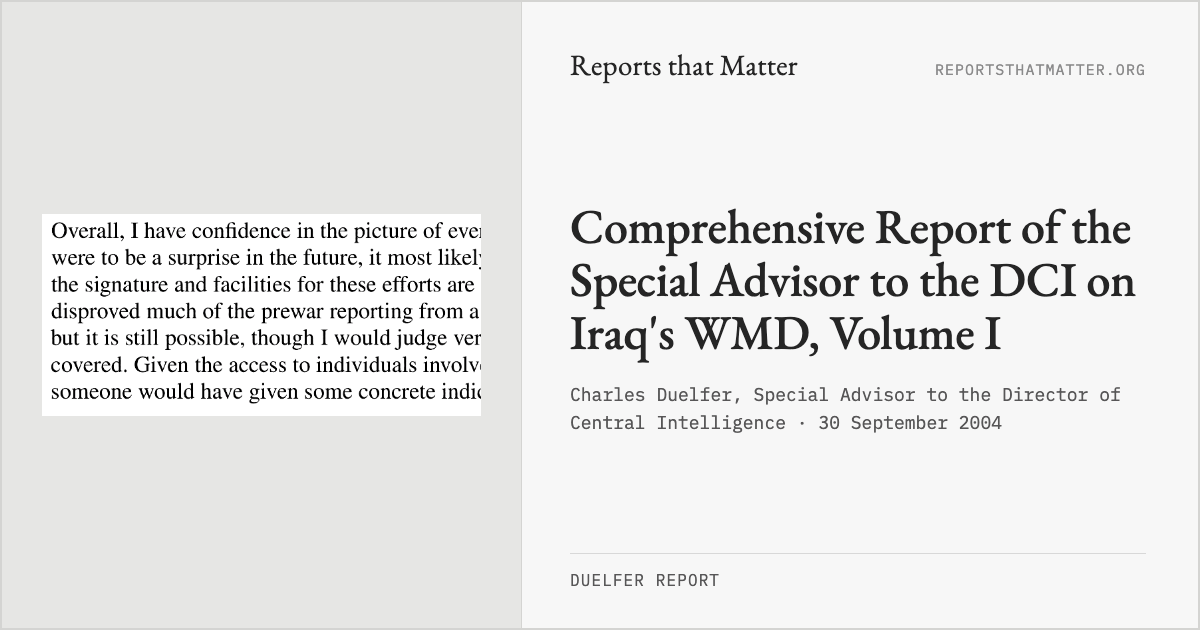 Overall, I have confidence in the picture of
were to be a surprise in the future, it most likely
the signature and facilities for these efforts are
disproved much of the prewar reporting from a
but it is still possible, though I would judge
covered. Given the access to individuals
someone would have given some concrete
Reports that Matter
REPORTSTHATMATTER.ORG
Comprehensive Report of the
Special Advisor to the DCI on
Iraq's WMD, Volume I
Charles Duelfer, Special Advisor to the Director of
Central Intelligence · 30 September 2004
DUELFER REPORT